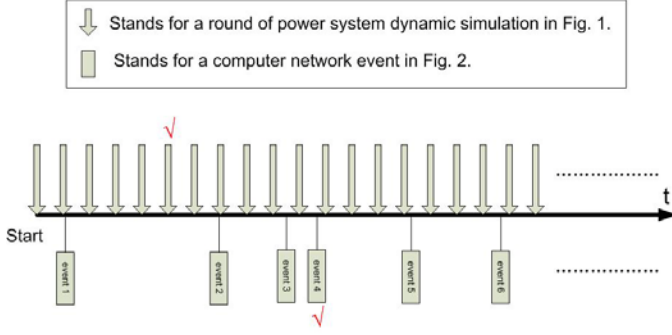 Stands for a round of power system dynamic simulation in Fig. 1.
Stands for a computer network event in Fig. 2.
t
Start
event 1
event 2
event 3
event 4
event 5
event 6